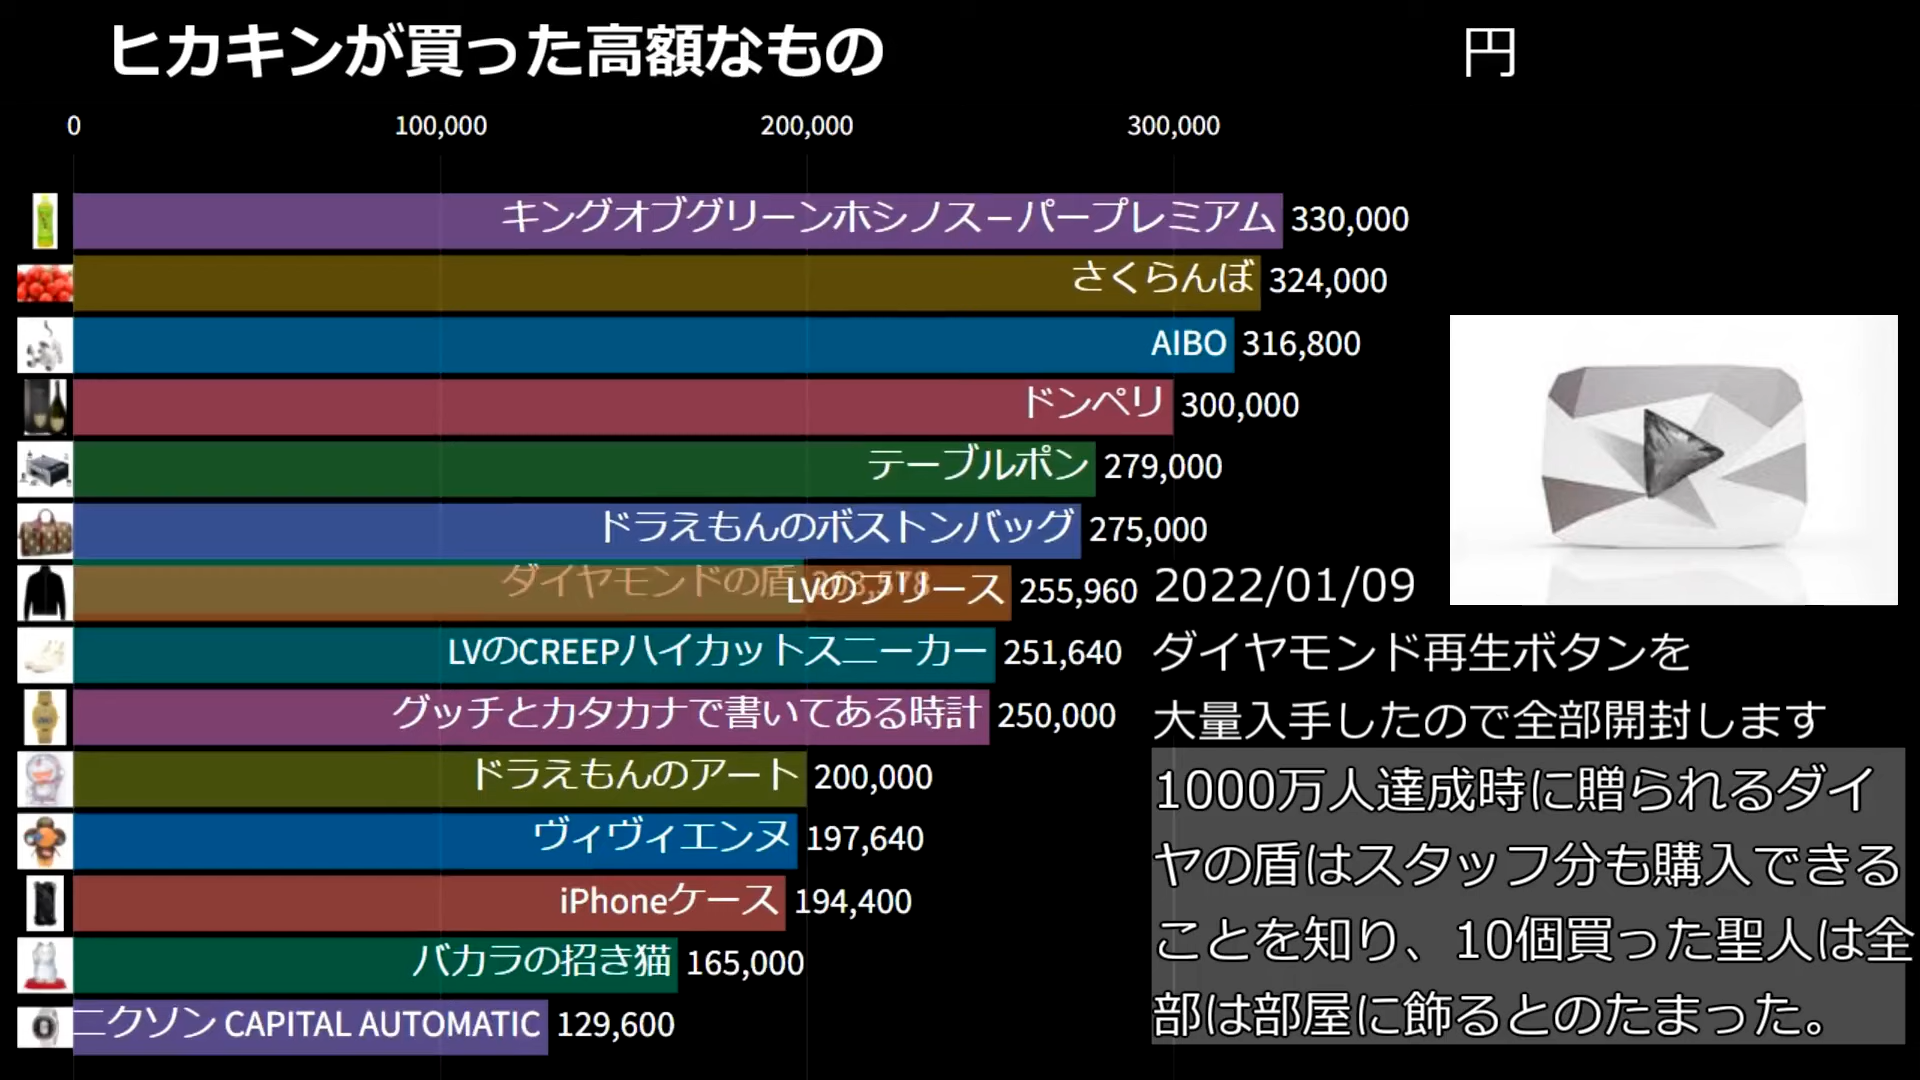 ヒカキンが買った高額なもの
円
0 100,000 200,000 300,000
キングオブグリーンホシノスーパープレミアム 330,000
さくらんぼ 324,000
AIBO 316,800
ドンペリ 300,000
テーブルポン 279,000
ドラえもんのボストンバッグ 275,000
ダイヤモンドの盾
LVのフリース 255,960
LVのCREEPハイカットスニーカー 251,640
グッチとカタカナで書いてある時計 250,000
ドラえもんのアート 200,000
ヴィヴィエンヌ 197,640
iPhoneケース 194,400
バカラの招き猫 165,000
ニクソン CAPITAL AUTOMATIC 129,600
2022/01/09
ダイヤモンド再生ボタンを
大量入手したので全部開封します
1000万人達成時に贈られるダイ
ヤの盾はスタッフ分も購入できる
ことを知り、10個買った聖人は全
部は部屋に飾るとのたまった。